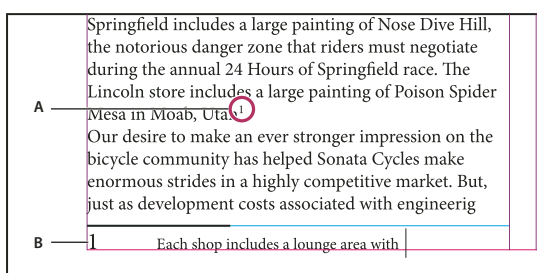 Springfield includes a large painting of Nose Dive Hill,
the notorious danger zone that riders must negotiate
during the annual 24 Hours of Springfield race. The
Lincoln store includes a large painting of Poison Spider
A Mesa in Moab, Utah1
Our desire to make an ever stronger impression on the
bicycle community has helped Sonata Cycles make
enormous strides in a highly competitive market. But,
just as development costs associated with engineerig
B 1 Each shop includes a lounge area with